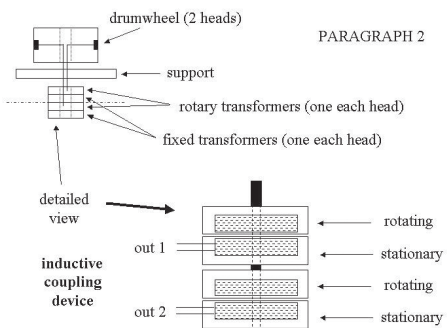 drumwheel (2 heads)
PARAGRAPH 2
support
rotary transformers (one each head)
fixed transformers (one each head)
detailed
view
rotating
out 1
stationary
inductive
coupling
device
rotating
out 2
stationary